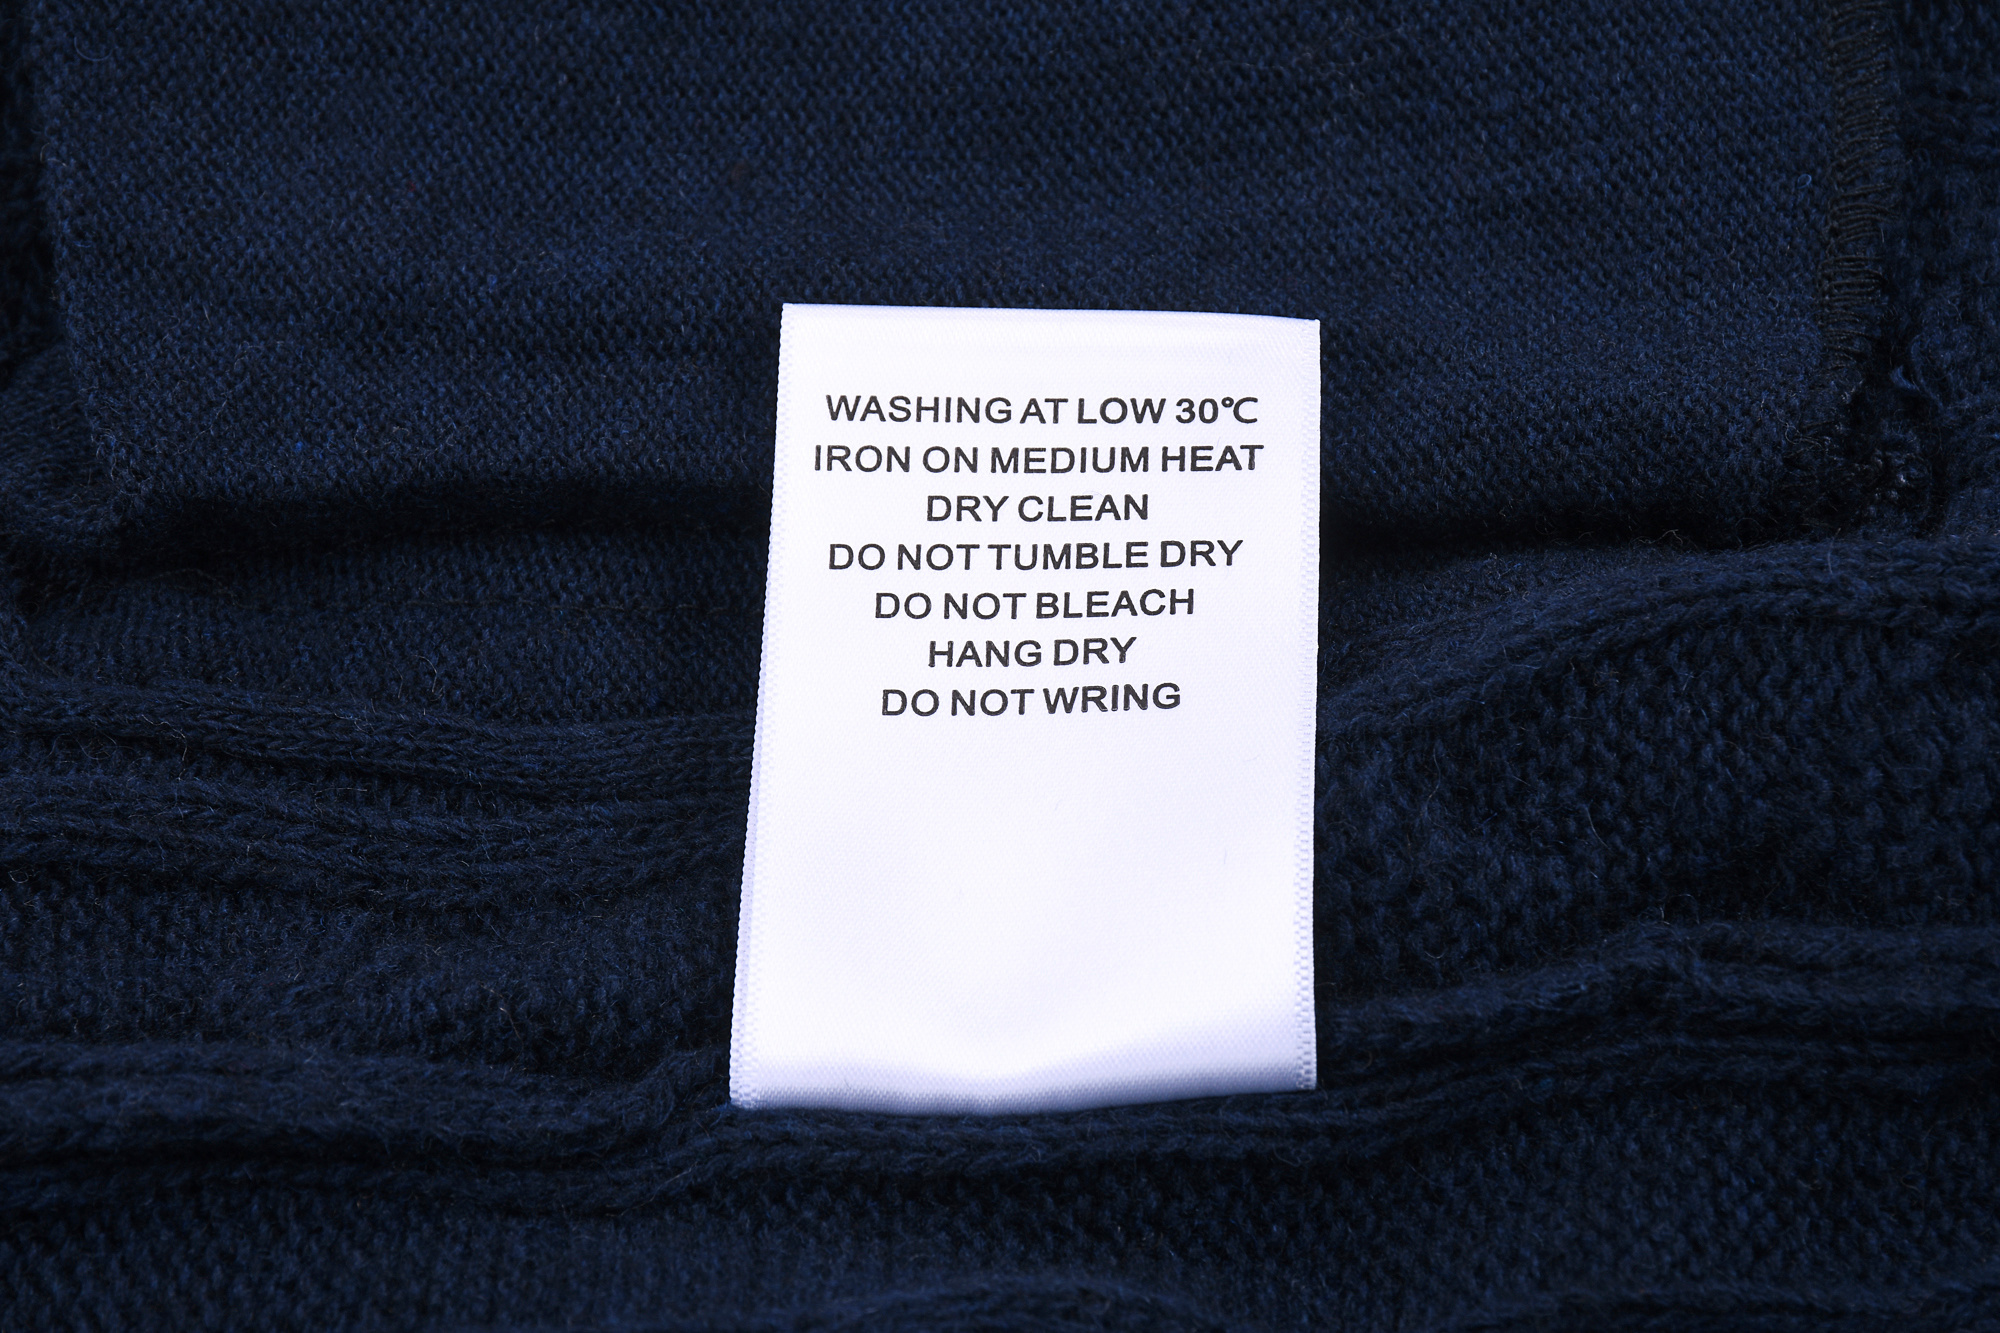 WASHING AT LOW 30℃
IRON ON MEDIUM HEAT
DRY CLEAN
DO NOT TUMBLE DRY
DO NOT BLEACH
HANG DRY
DO NOT WRING